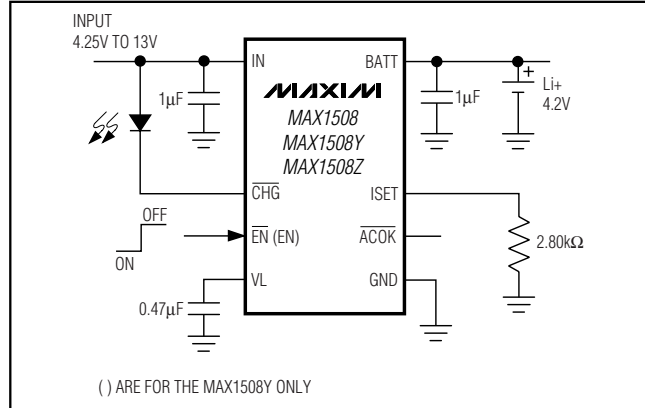 INPUT
4.25V TO 13V
IN
BATT
1µF
MAXIM
MAX1508
MAX1508Y
MAX1508Z
1µF
+
Li+
4.2V
CHG
ISET
OFF
ON
EN (EN)
ACOK
2.80kΩ
VL
GND
0.47µF
( ) ARE FOR THE MAX1508Y ONLY